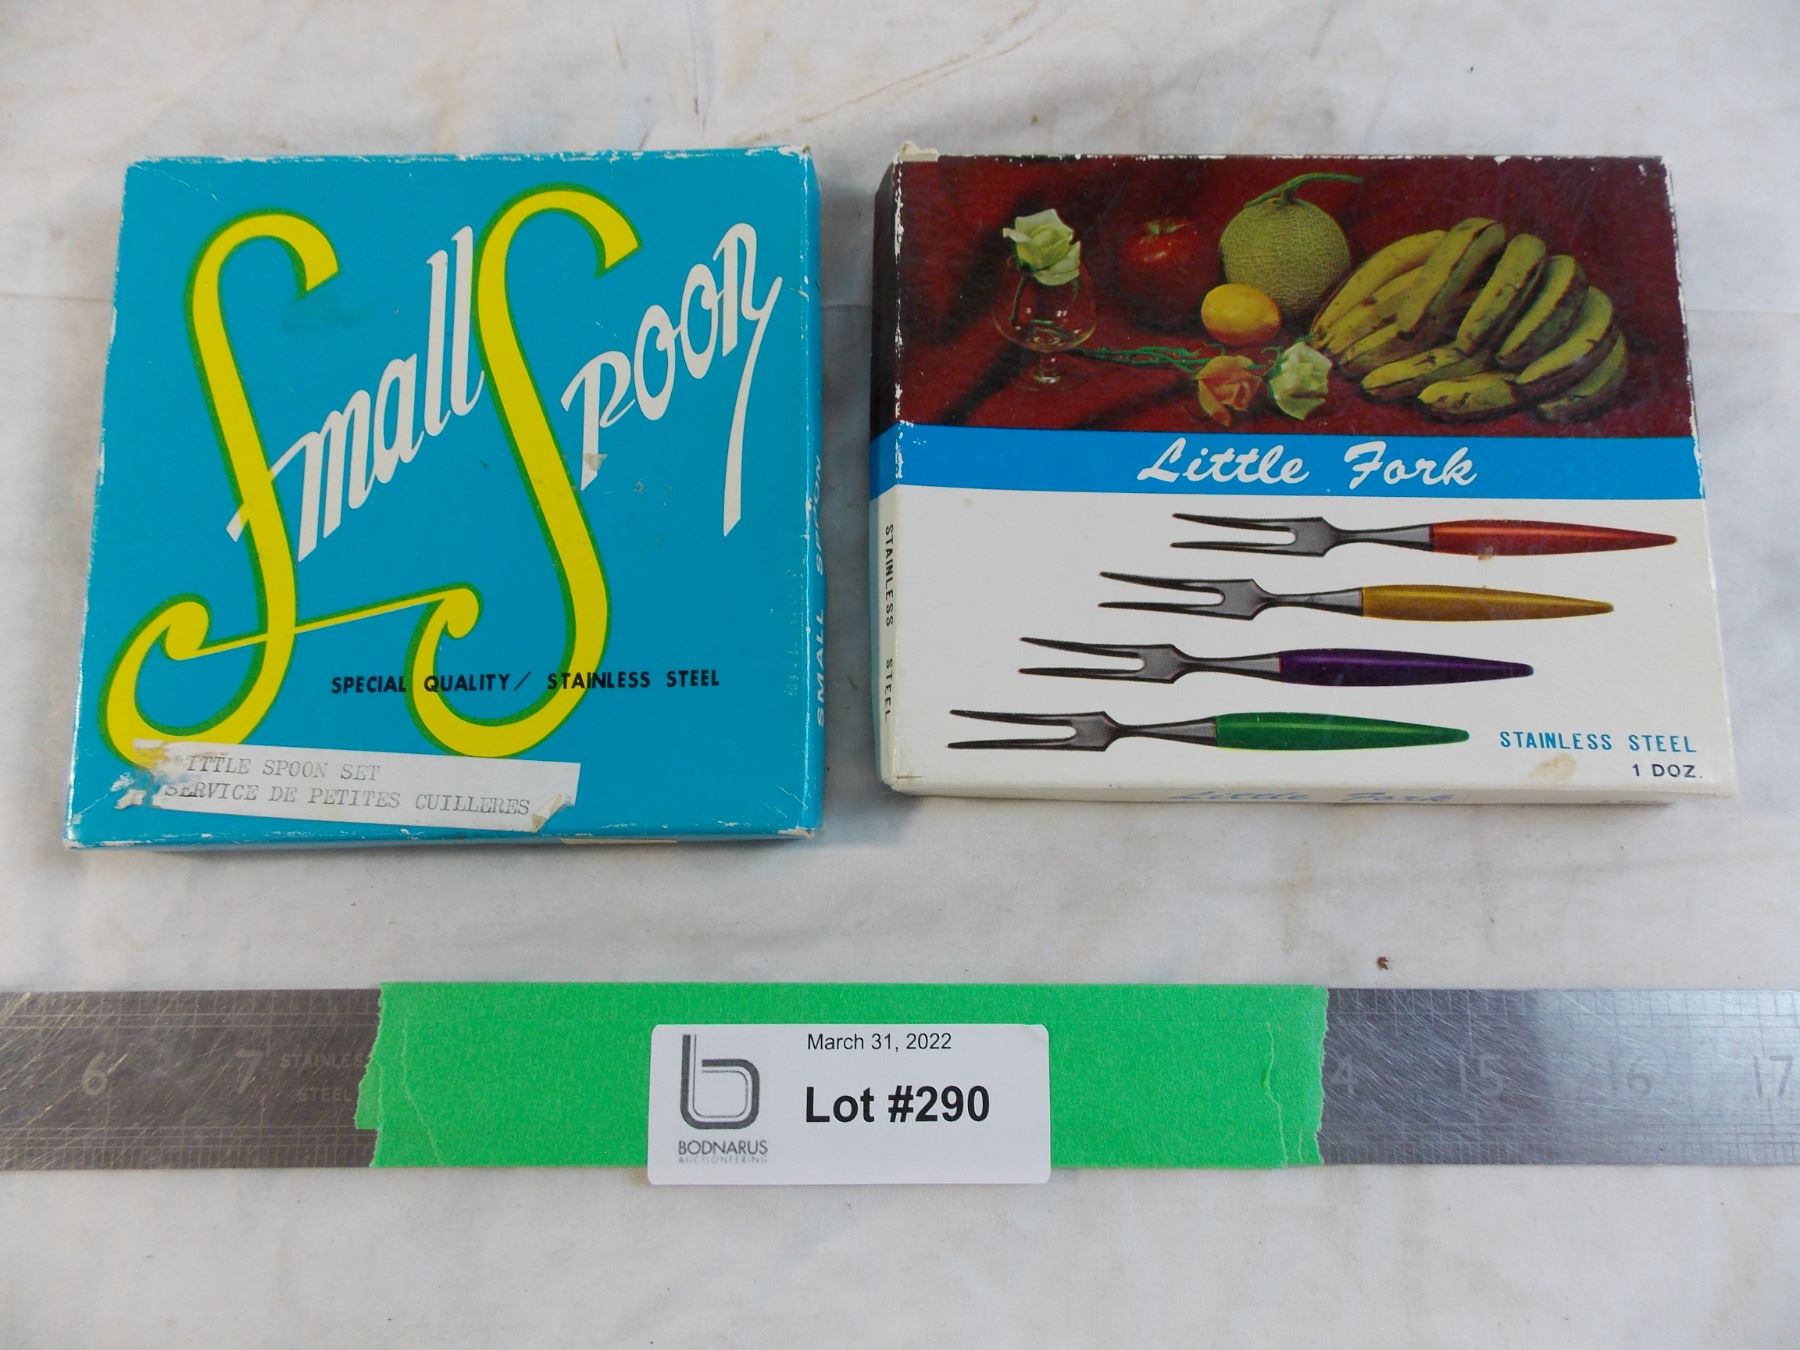 Small Spoon
SPECIAL QUALITY/ STAINLESS STEEL
ITTLE SPOON SET
SERVICE DE PETITES CUILLERES
SMALL SPOON
Little Fork
STAINLESS STEEL
STAINLESS STEEL
1 DOZ.
Little Fork
6 7 STAINLESS
STEEL
4 15 16 17
March 31, 2022
Lot #290
BODNARUS
AUCTIONEERING